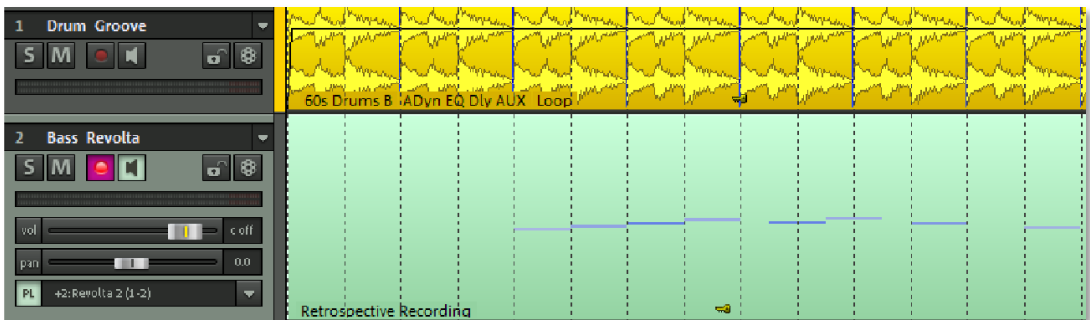 1 Drum Groove
S M
60s Drums B ADyn EQ Dly AUX Loop
2 Bass Revolta
S M
vol c off
pan 0.0
PL +2:Revolta 2 (1-2)
Retrospective Recording